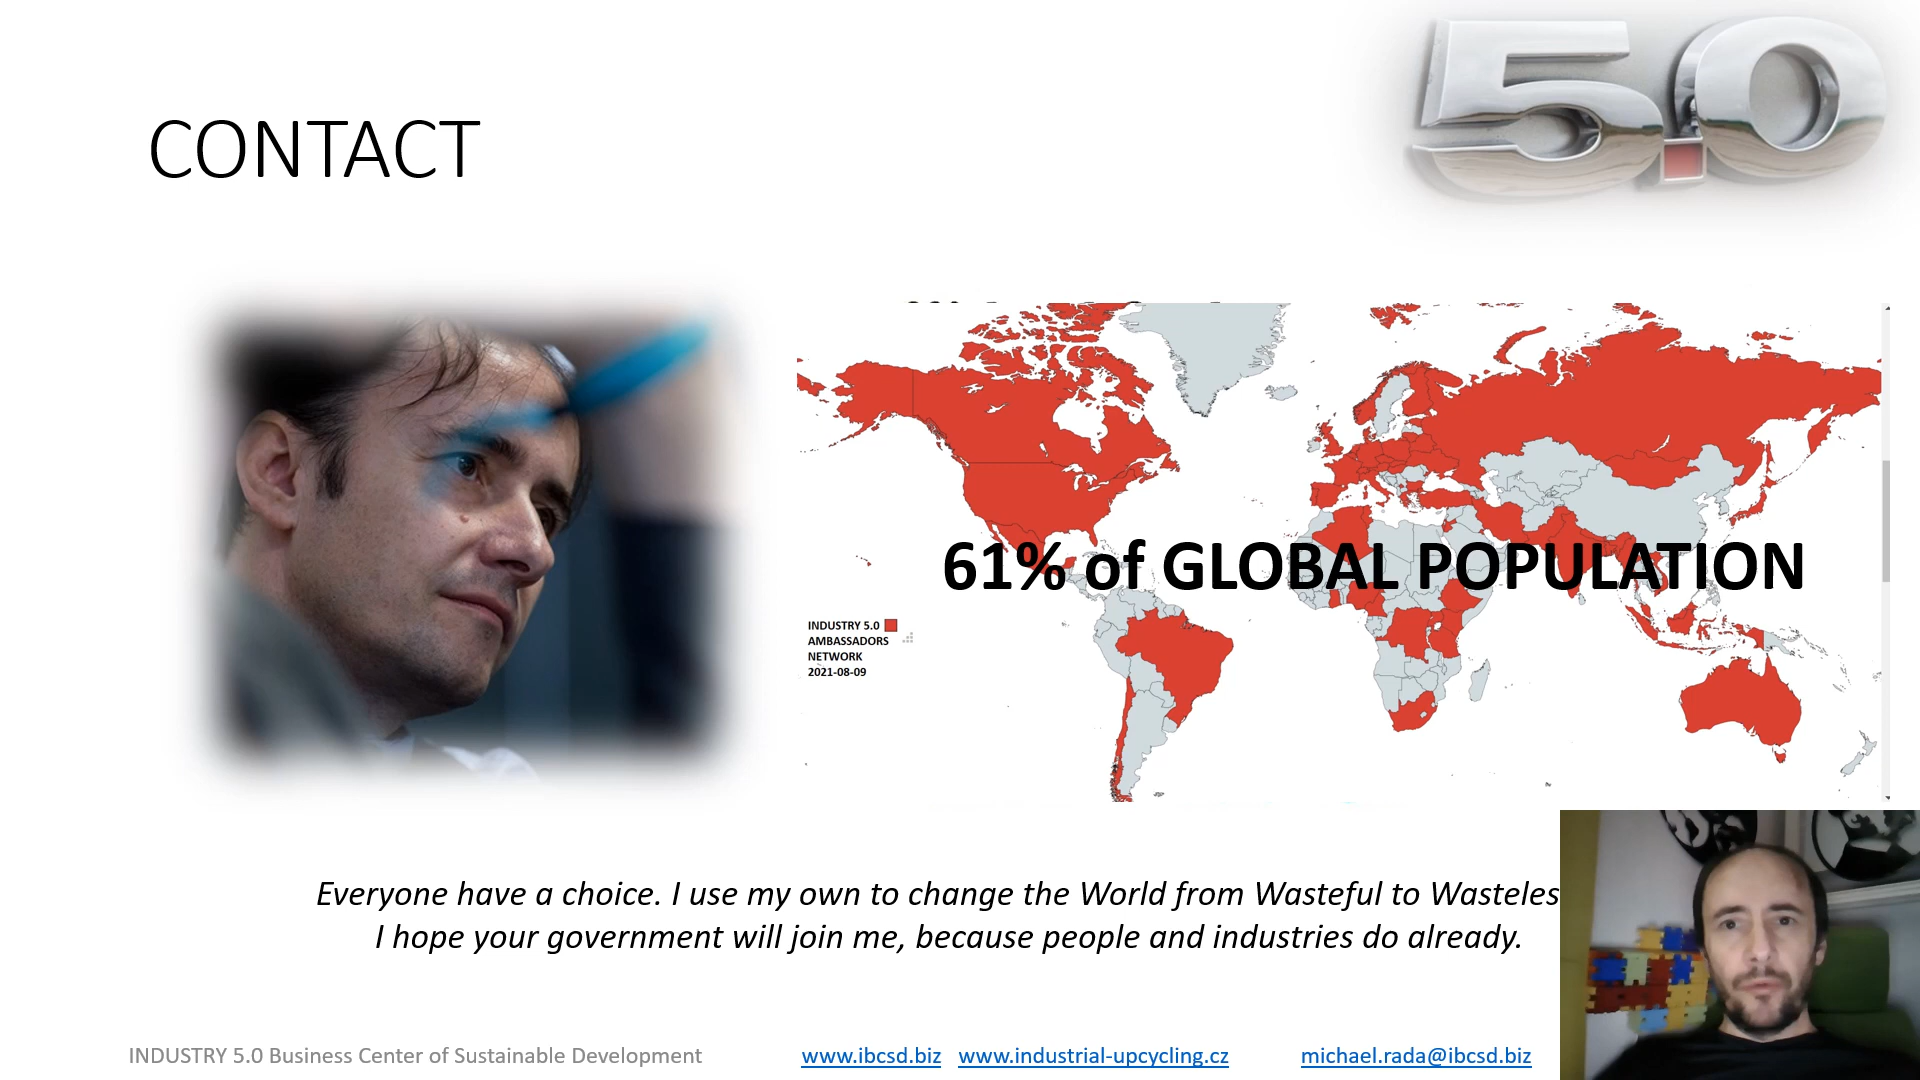 5.0
CONTACT
61% of GLOBAL POPULATION
INDUSTRY 5.0
AMBASSADORS
NETWORK
2021-08-09
Everyone have a choice. I use my own to change the World from Wasteful to Wasteles
I hope your government will join me, because people and industries do already.
INDUSTRY 5.0 Business Center of Sustainable Development www.ibcsd.biz www.industrial-upcycling.cz michael.rada@ibcsd.biz